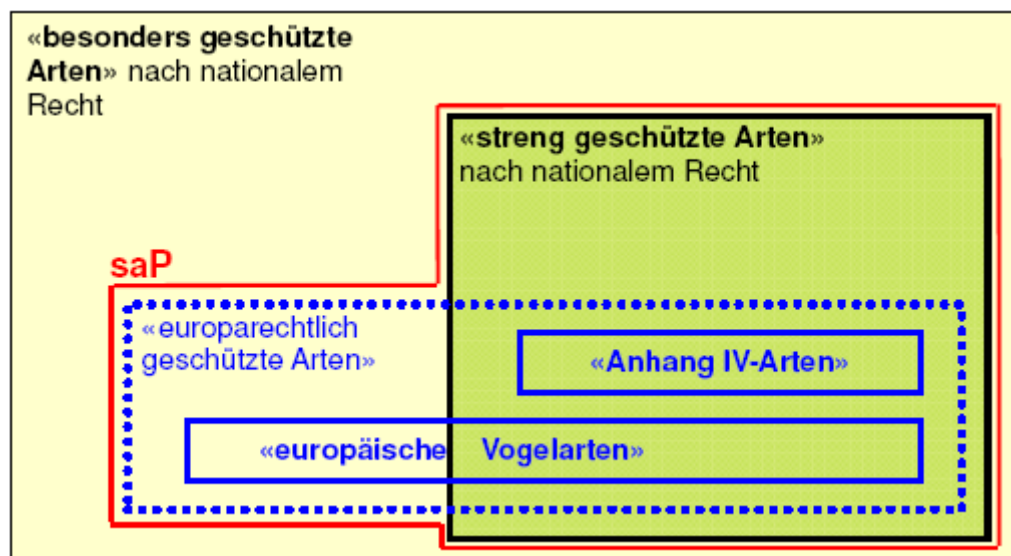 «besonders geschützte
Arten» nach nationalem
Recht
«streng geschützte Arten»
nach nationalem Recht
saP
«europarechtlich
geschützte Arten»
«Anhang IV-Arten»
«europäische Vogelarten»